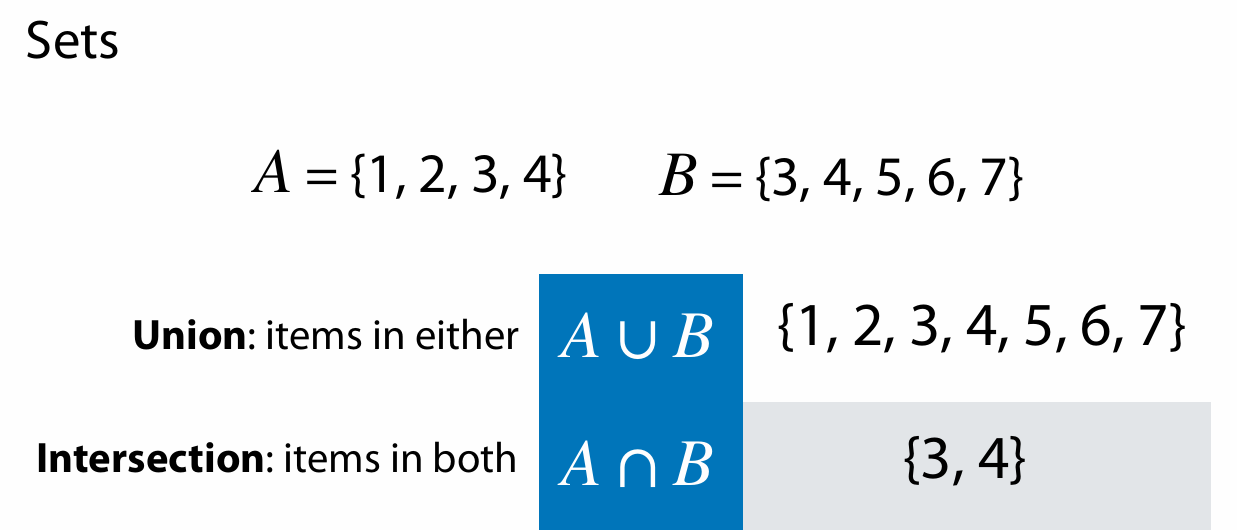 Sets
A = {1, 2, 3, 4} B = {3, 4, 5, 6, 7}
Union: items in either A ∪ B {1, 2, 3, 4, 5, 6, 7}
Intersection: items in both A ∩ B {3, 4}